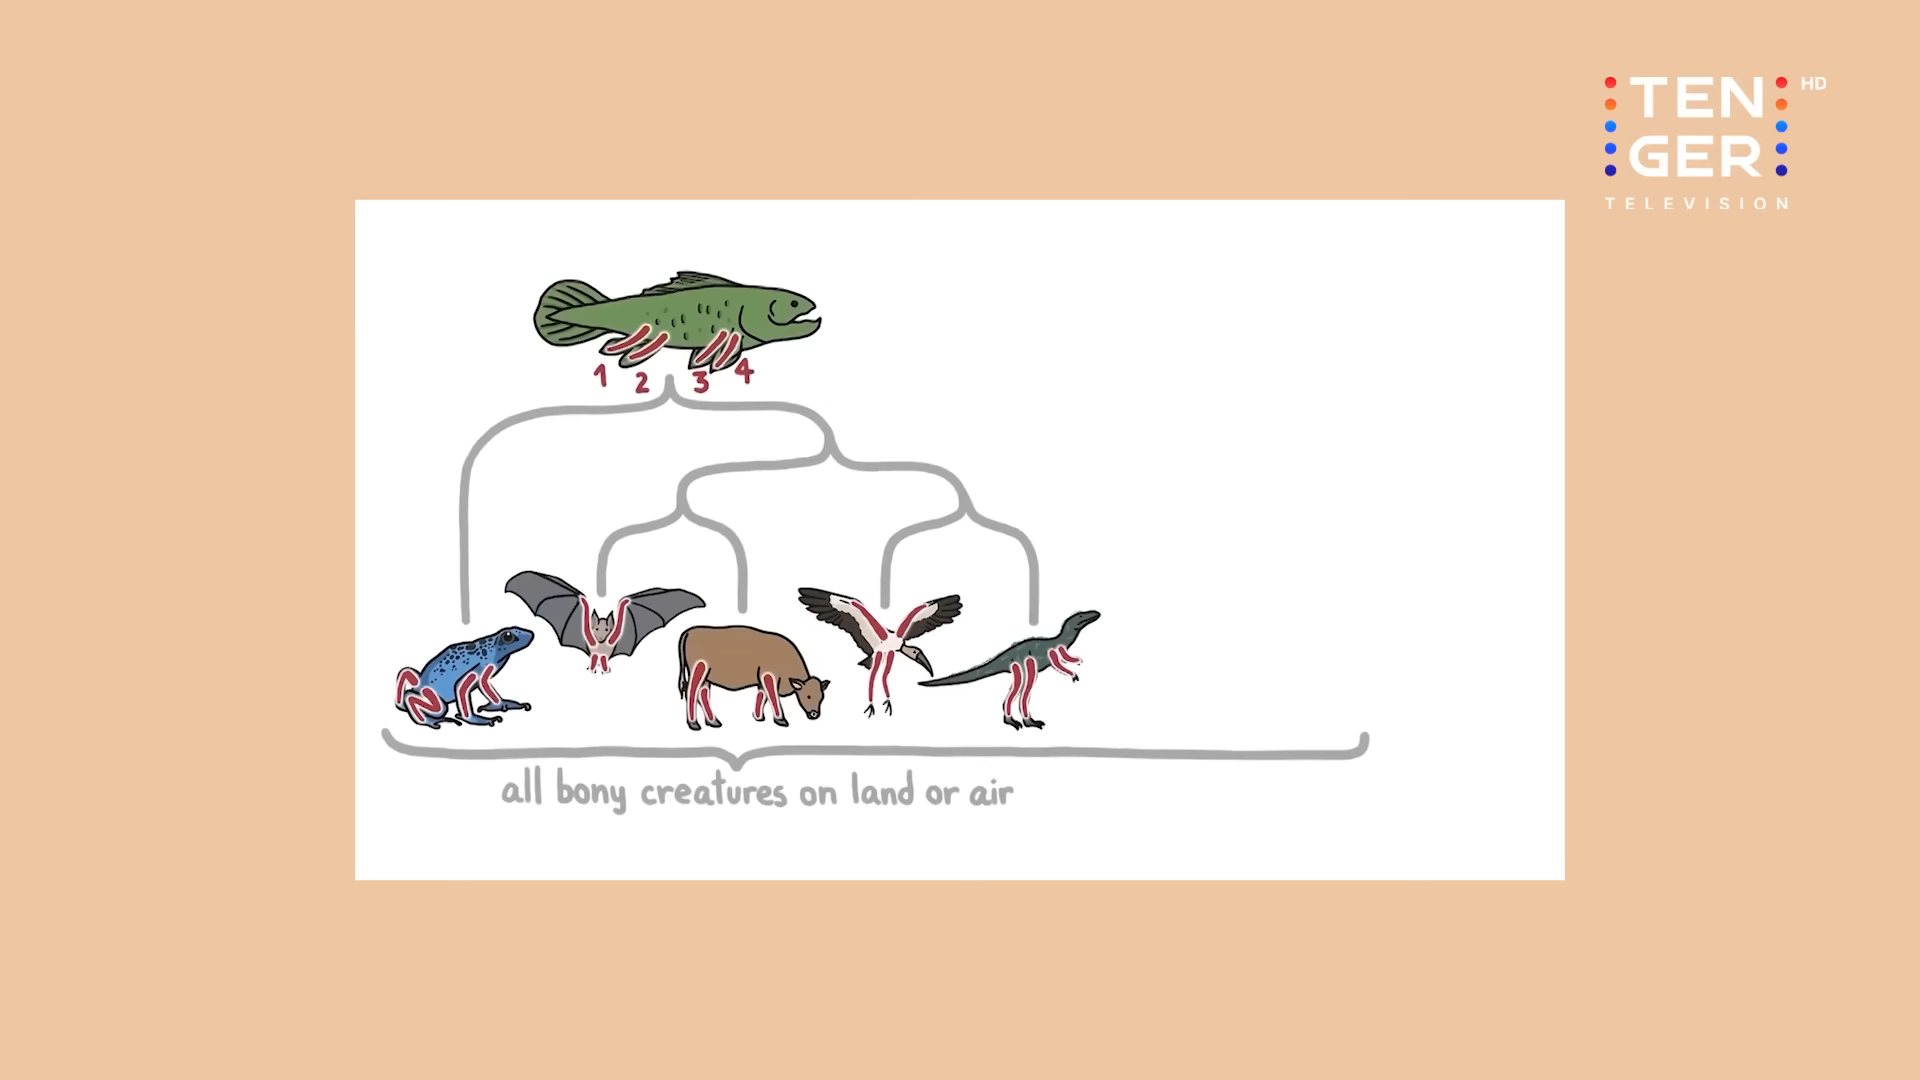 TEN
GER
HD
TELEVISION
1 2 3 4
all bony creatures on land or air